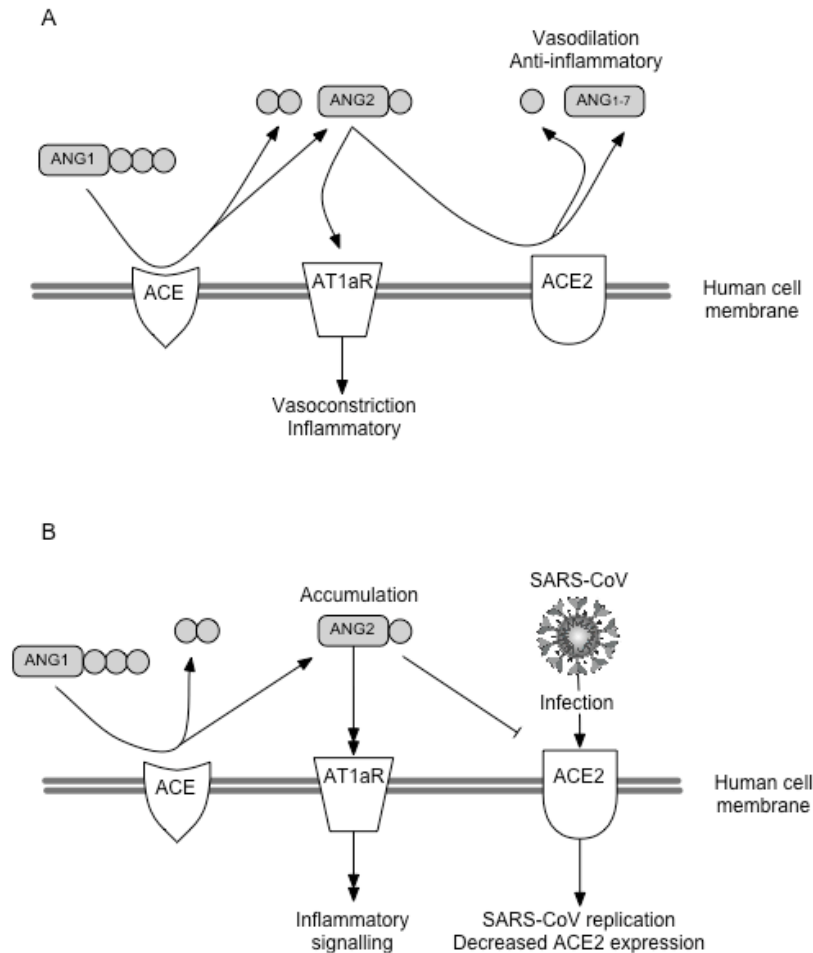 A
Vasodilation
Anti-inflammatory
ANG2
ANG1-7
ANG1
ACE
AT1aR
ACE2
Human cell
membrane
Vasoconstriction
Inflammatory
B
SARS-CoV
Accumulation
ANG2
ANG1
Infection
ACE
AT1aR
ACE2
Human cell
membrane
Inflammatory
signalling
SARS-CoV replication
Decreased ACE2 expression